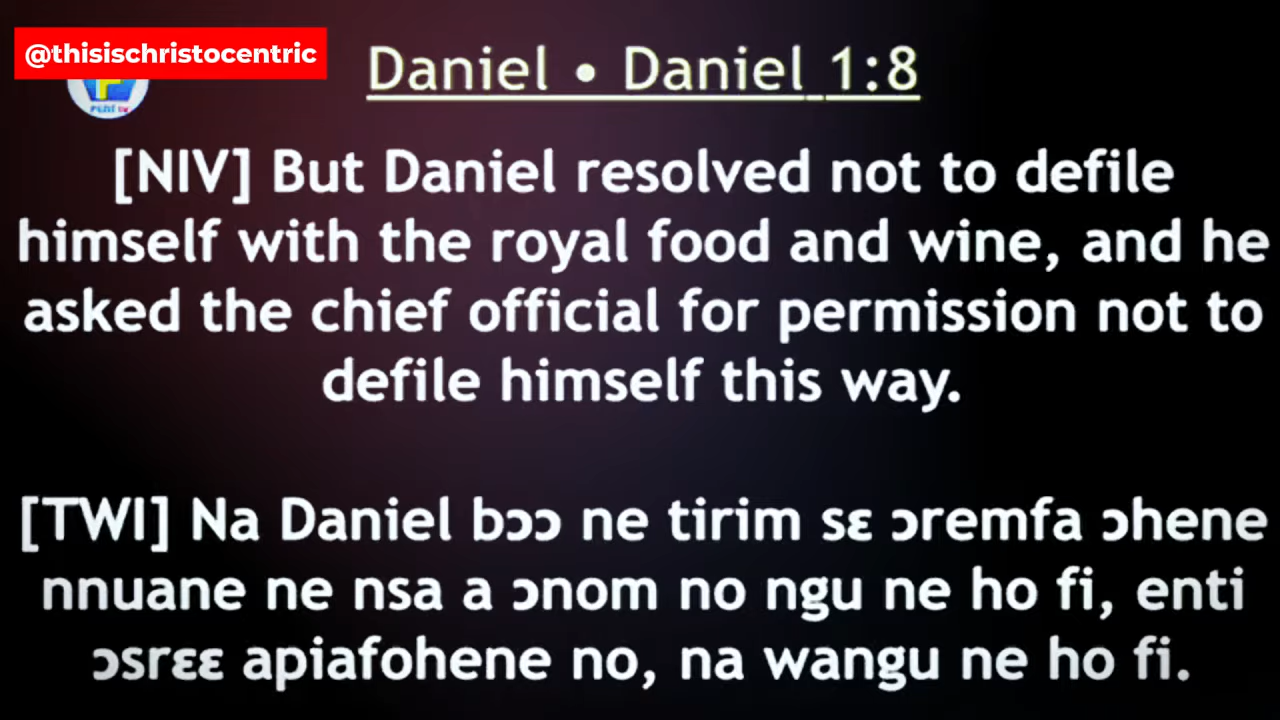 @thisischristocentric
Daniel • Daniel 1:8
[NIV] But Daniel resolved not to defile
himself with the royal food and wine, and he
asked the chief official for permission not to
defile himself this way.
[TWI] Na Daniel bɔɔ ne tirim sɛ ɔremfa ɔhene
nnuane ne nsa a ɔnom no ngu ne ho fi, enti
ɔsrɛɛ apiafohene no, na wangu ne ho fi.